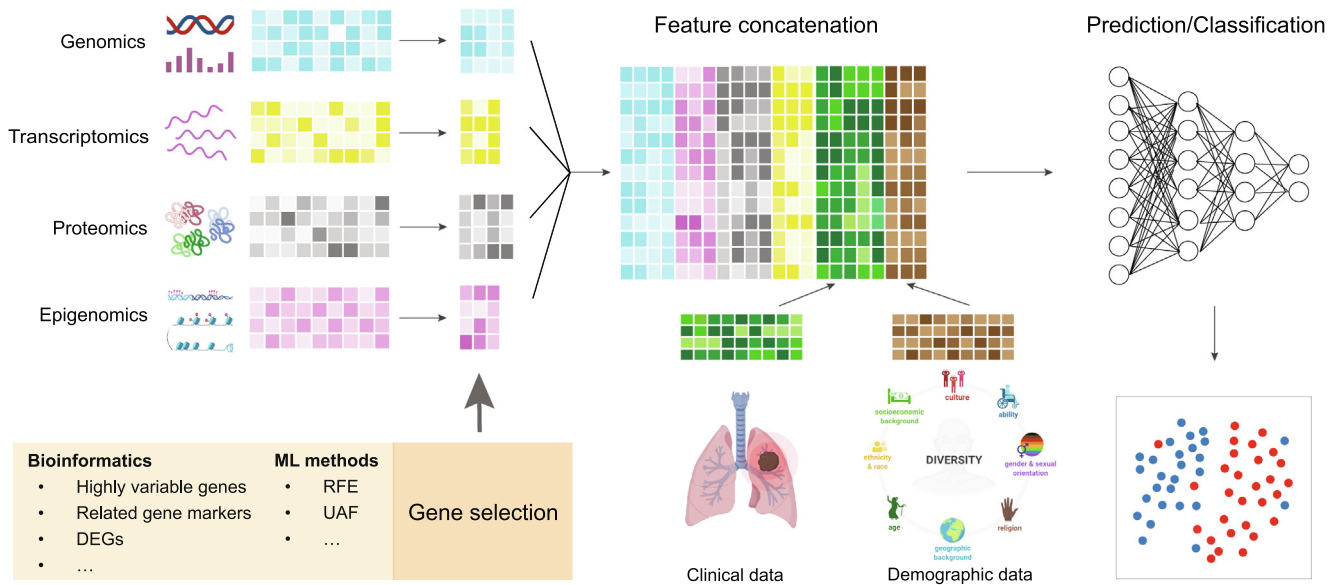 Feature concatenation
Prediction/Classification
Genomics
Transcriptomics
Proteomics
Epigenomics
Bioinformatics
• Highly variable genes
• Related gene markers
• DEGs
• …
ML methods
• RFE
• UAF
• …
Gene selection
culture
socioeconomic
background
ability
ethnicity
& race
DIVERSITY
gender & sexual
orientation
age
religion
geographic
background
Clinical data
Demographic data